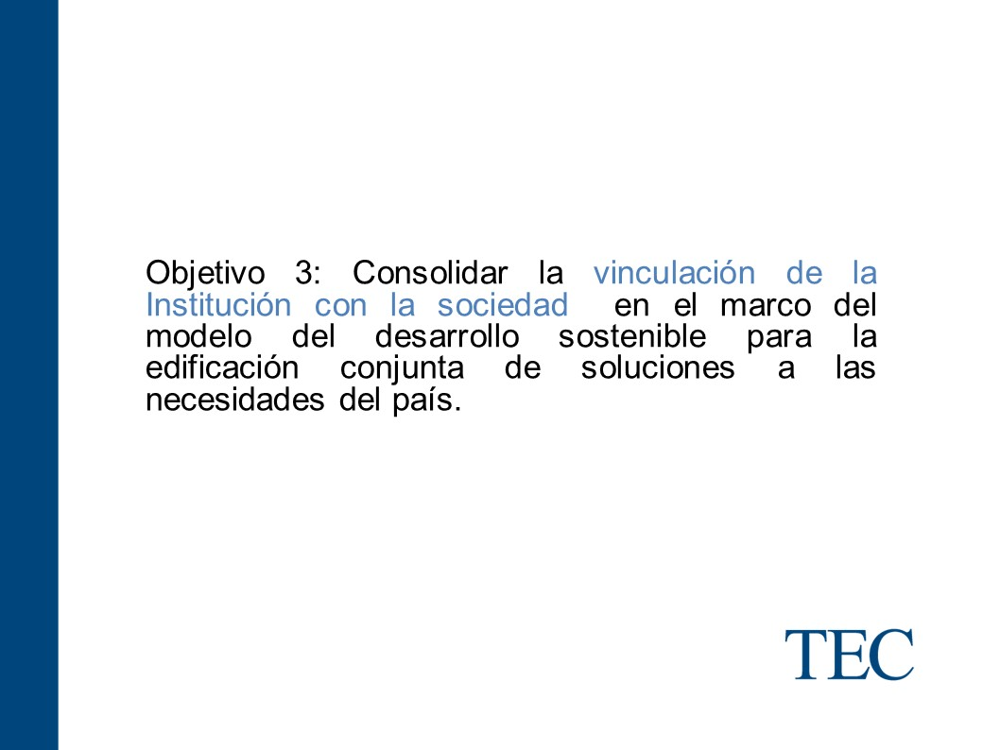 Objetivo 3: Consolidar la vinculación de la
Institución con la sociedad en el marco del
modelo del desarrollo sostenible para la
edificación conjunta de soluciones a las
necesidades del país.
TEC